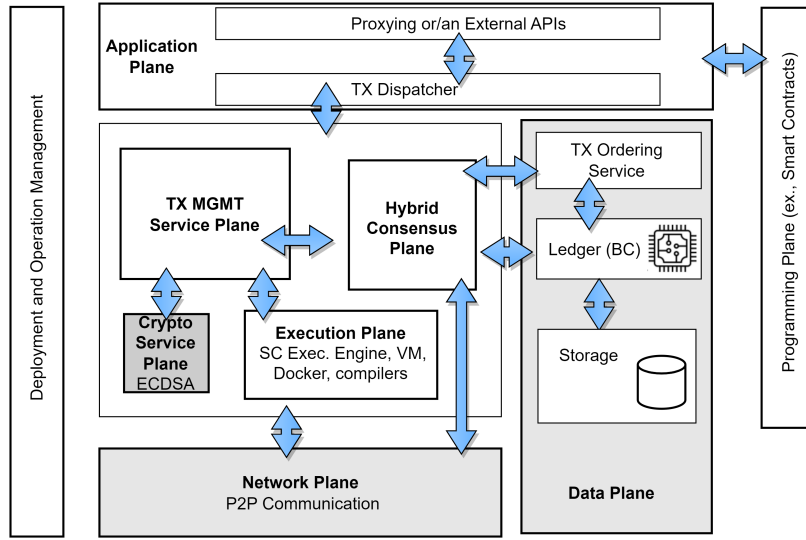 Deployment and Operation Management
Application
Plane
Proxying or/an External APIs
TX Dispatcher
TX MGMT
Service Plane
Hybrid
Consensus
Plane
Crypto
Service
Plane
ECDSA
Execution Plane
SC Exec. Engine, VM,
Docker, compilers
Network Plane
P2P Communication
TX Ordering
Service
Ledger (BC)
Storage
Data Plane
Programming Plane (ex., Smart Contracts)